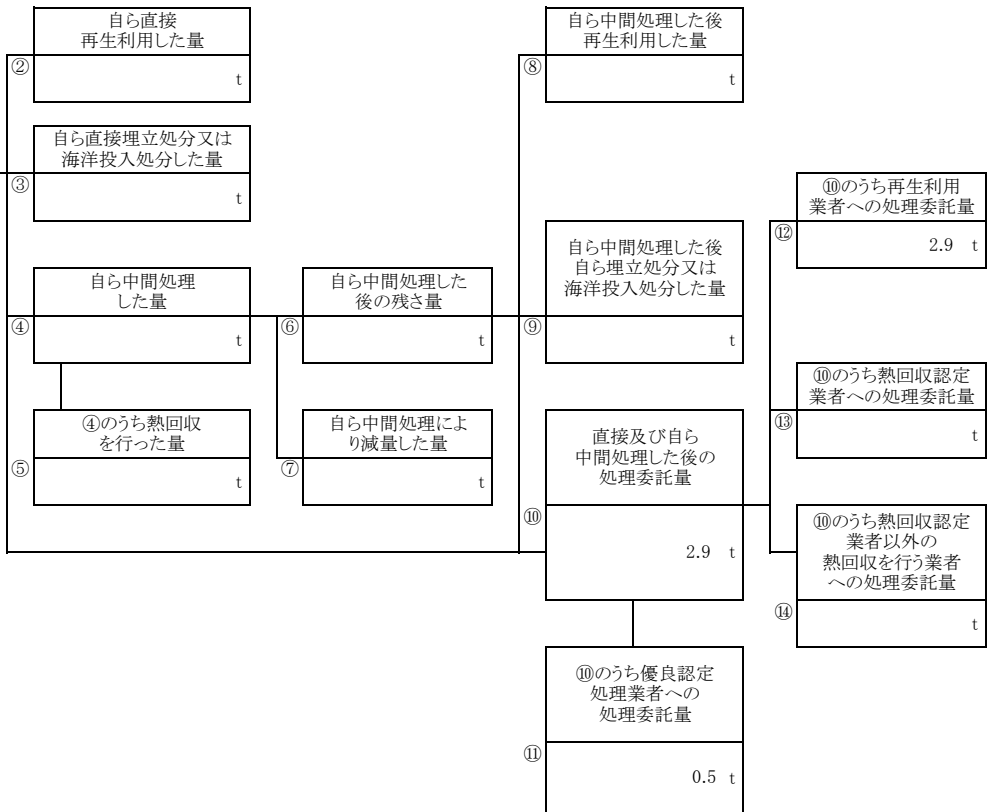 自ら直接
再生利用した量
②
t
自ら直接埋立処分又は
海洋投入処分した量
③
t
自ら中間処理
した量
④
t
④のうち熱回収
を行った量
⑤
t
自ら中間処理した
後の残さ量
⑥
t
自ら中間処理によ
り減量した量
⑦
t
自ら中間処理した後
再生利用した量
⑧
t
自ら中間処理した後
自ら埋立処分又は
海洋投入処分した量
⑨
t
直接及び自ら
中間処理した後の
処理委託量
⑩
2.9 t
⑩のうち優良認定
処理業者への
処理委託量
⑪
0.5 t
⑩のうち再生利用
業者への処理委託量
⑫
2.9 t
⑩のうち熱回収認定
業者への処理委託量
⑬
t
⑩のうち熱回収認定
業者以外の
熱回収を行う業者
への処理委託量
⑭
t